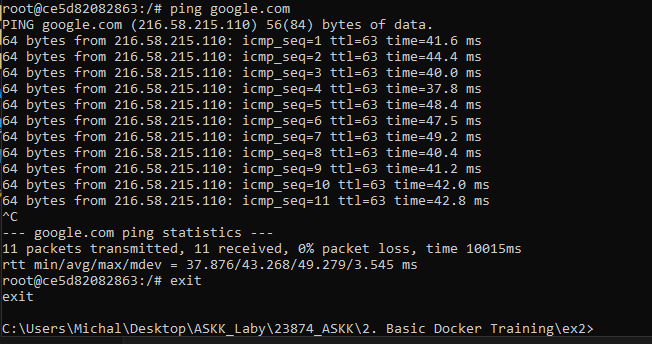 root@ce5d82082863:/# ping google.com
PING google.com (216.58.215.110) 56(84) bytes of data.
64 bytes from 216.58.215.110: icmp_seq=1 ttl=63 time=41.6 ms
64 bytes from 216.58.215.110: icmp_seq=2 ttl=63 time=44.4 ms
64 bytes from 216.58.215.110: icmp_seq=3 ttl=63 time=40.0 ms
64 bytes from 216.58.215.110: icmp_seq=4 ttl=63 time=37.8 ms
64 bytes from 216.58.215.110: icmp_seq=5 ttl=63 time=48.4 ms
64 bytes from 216.58.215.110: icmp_seq=6 ttl=63 time=47.5 ms
64 bytes from 216.58.215.110: icmp_seq=7 ttl=63 time=49.2 ms
64 bytes from 216.58.215.110: icmp_seq=8 ttl=63 time=40.4 ms
64 bytes from 216.58.215.110: icmp_seq=9 ttl=63 time=41.2 ms
64 bytes from 216.58.215.110: icmp_seq=10 ttl=63 time=42.0 ms
64 bytes from 216.58.215.110: icmp_seq=11 ttl=63 time=42.8 ms
^C
--- google.com ping statistics ---
11 packets transmitted, 11 received, 0% packet loss, time 10015ms
rtt min/avg/max/mdev = 37.876/43.268/49.279/3.545 ms
root@ce5d82082863:/# exit
exit
C:\Users\Michal\Desktop\ASKK_Laby\23874_ASKK\2. Basic Docker Training\ex2>